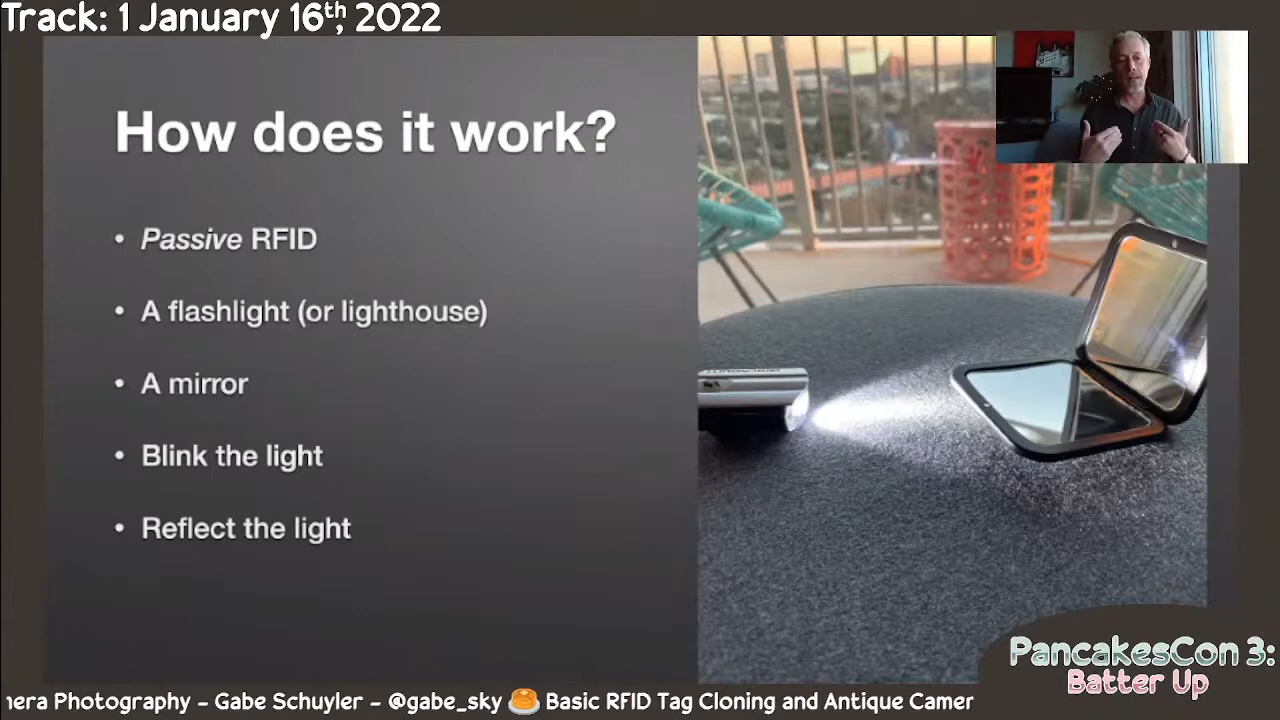 Track: 1 January 16th, 2022
How does it work?
• Passive RFID
• A flashlight (or lighthouse)
• A mirror
• Blink the light
• Reflect the light
PancakesCon 3:
Batter Up
nera Photography – Gabe Schuyler – @gabe_sky 🥞 Basic RFID Tag Cloning and Antique Camer